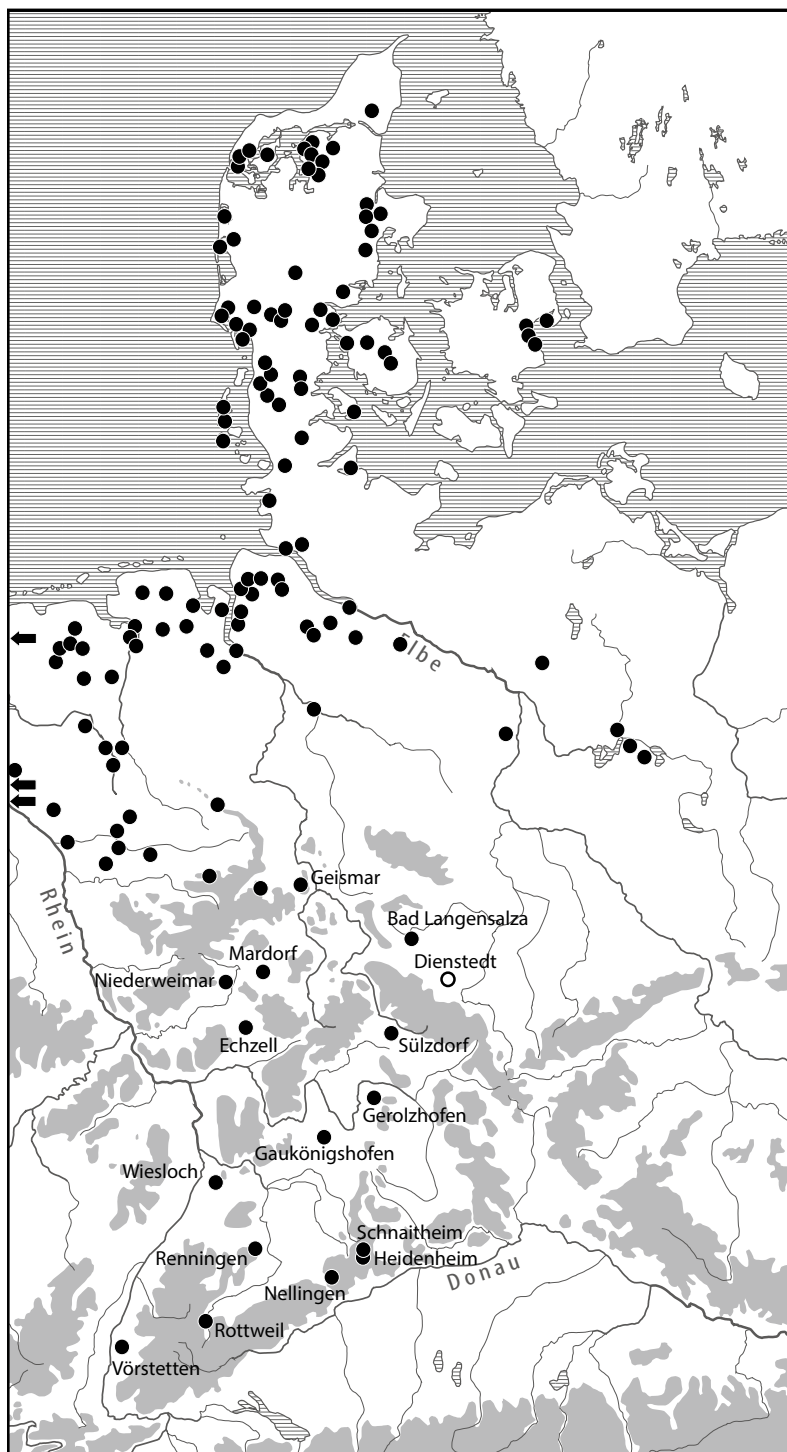 Elbe
Rhein
Geismar
Bad Langensalza
Mardorf
Dienstedt
Niederweimar
Echzell
Sülzdorf
Gerolzhofen
Gaukönigshofen
Wiesloch
Schnaitheim
Renningen
Heidenheim
Donau
Nellingen
Rottweil
Vörstetten